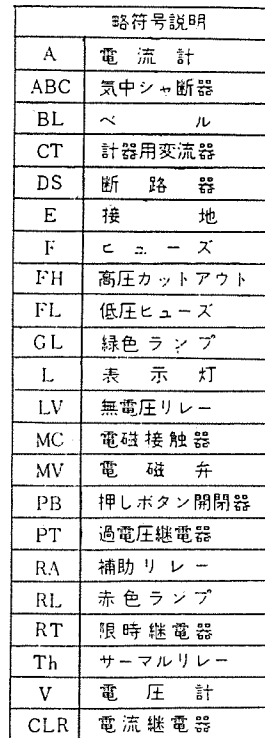 略符号説明
A 電流計
ABC 気中シャ断器
BL ベル
CT 計器用変流器
DS 断路器
E 接地
F ヒューズ
FH 高圧カットアウト
FL 低圧ヒューズ
GL 緑色ランプ
L 表示灯
LV 無電圧リレー
MC 電磁接触器
MV 電磁弁
PB 押しボタン開閉器
PT 過電圧継電器
RA 補助リレー
RL 赤色ランプ
RT 限時継電器
Th サーマルリレー
V 電圧計
CLR 電流継電器